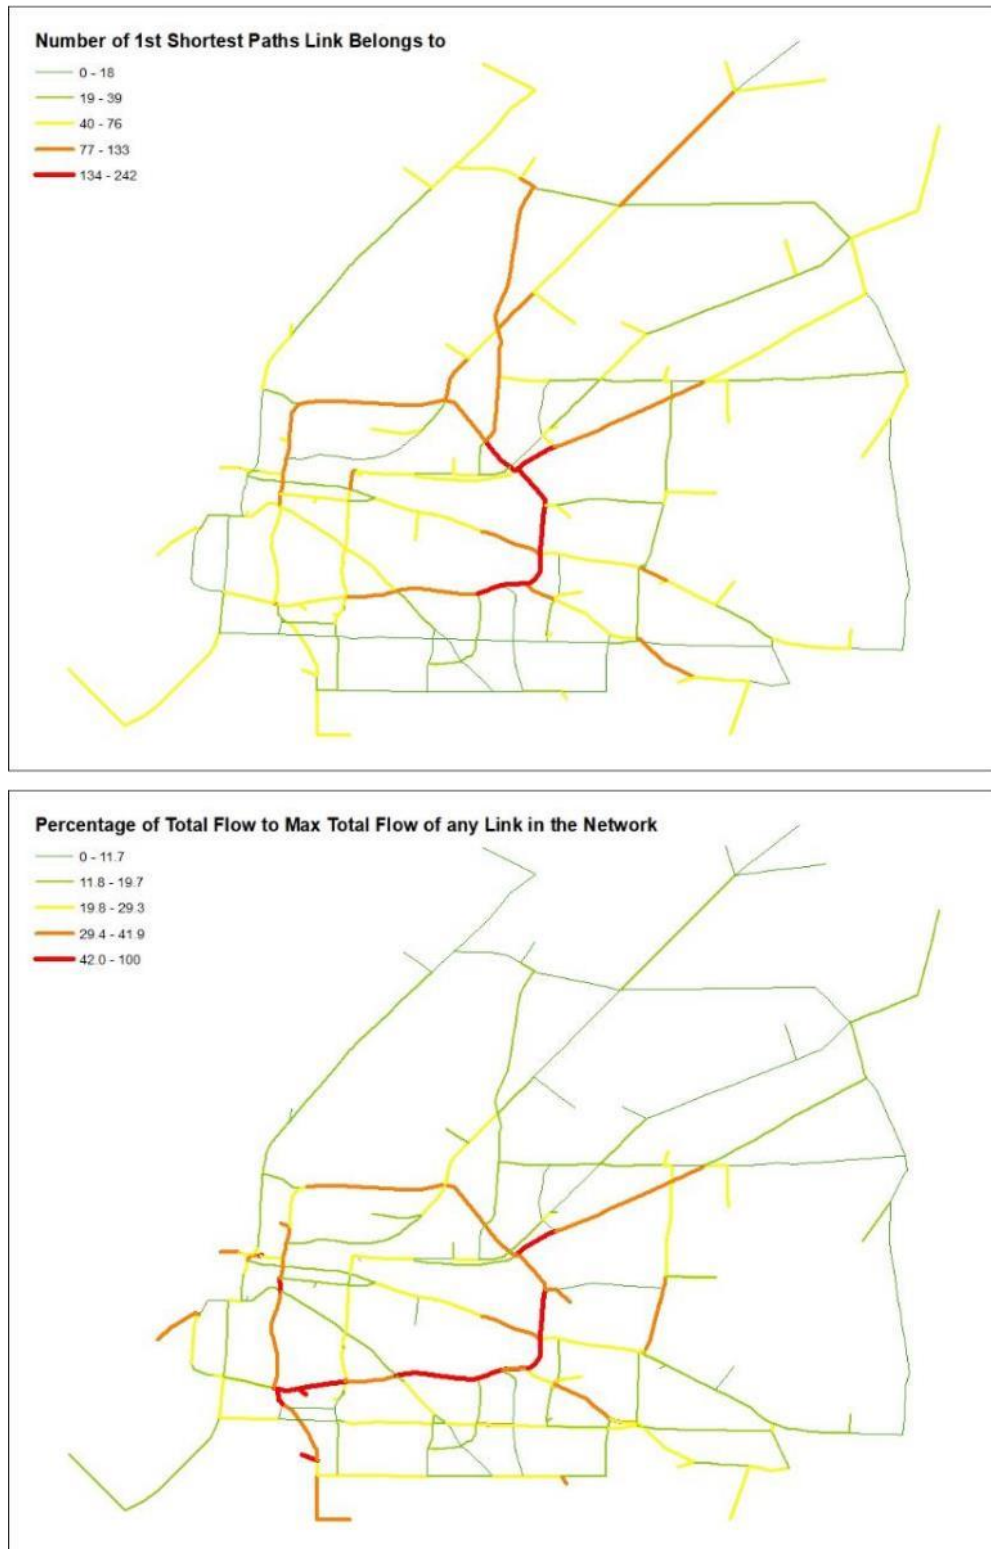 Number of 1st Shortest Paths Link Belongs to
0 - 18
19 - 39
40 - 76
77 - 133
134 - 242
Percentage of Total Flow to Max Total Flow of any Link in the Network
0 - 11.7
11.8 - 19.7
19.8 - 29.3
29.4 - 41.9
42.0 - 100